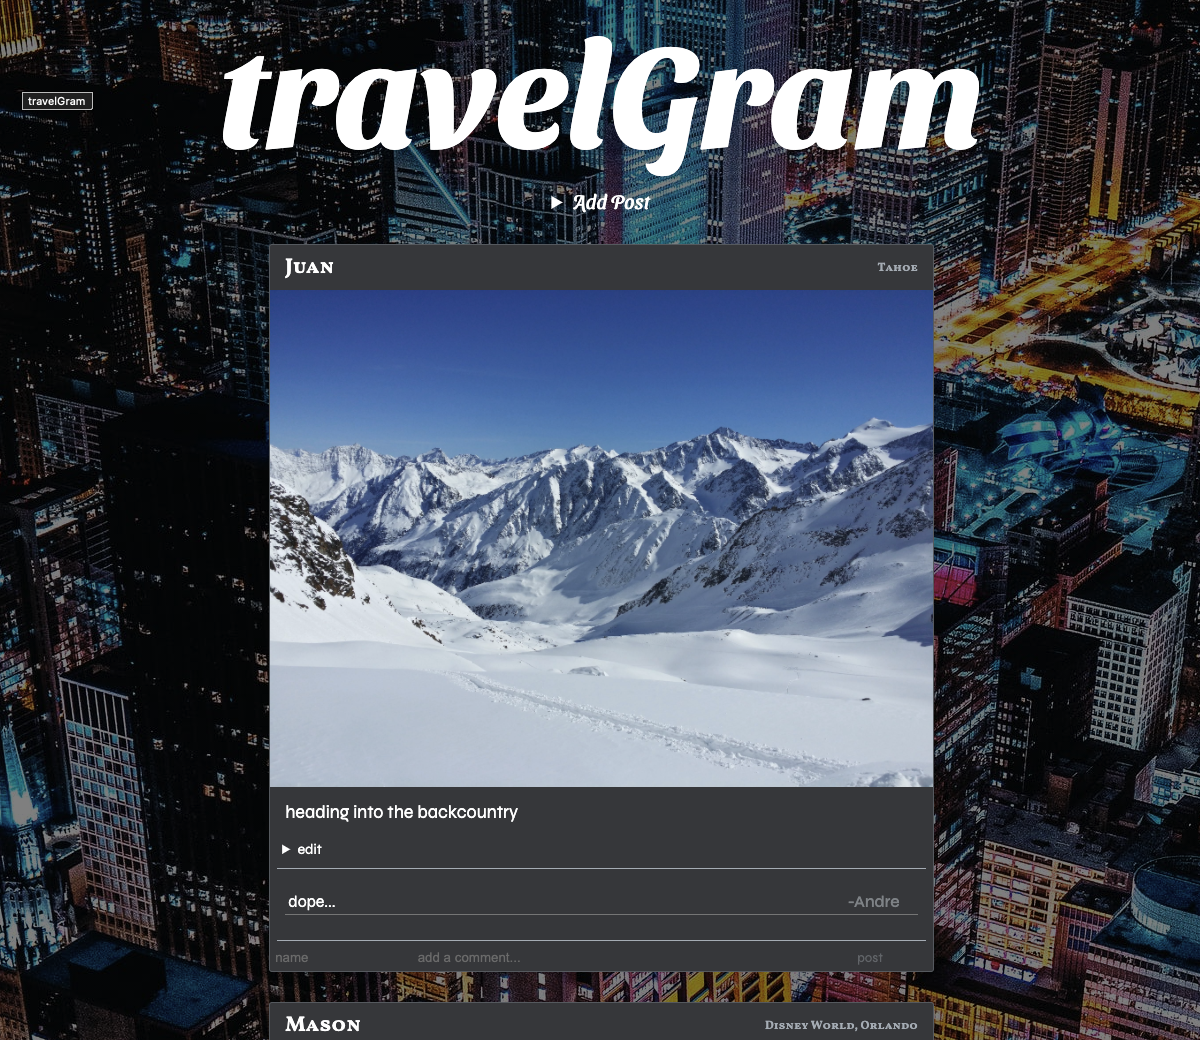 travelGram
travelGram
Add Post
Juan
Tahoe
heading into the backcountry
edit
dope...
-Andre
name
add a comment...
post
Mason
Disney World, Orlando